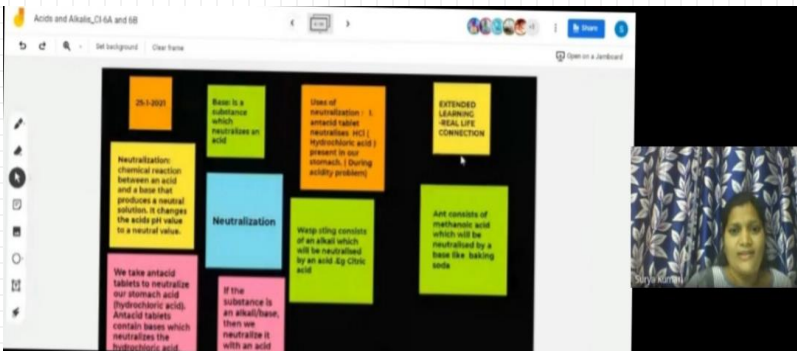 Acids and Alkalis_Cl-6A and 6B
Share
S
Set background
Clear frame
Open on a Jamboard
25-1-2021
Base: is a
substance
which
neutralizes an
acid
Uses of
neutralization : 1.
antacid tablet
neutralises HCl (
Hydrochloric acid )
present in our
stomach. ( During
acidity problem)
EXTENDED
LEARNING
-REAL LIFE
CONNECTION
Neutralization:
chemical reaction
between an acid
and a base that
produces a neutral
solution. It changes
the acids pH value
to a neutral value.
Neutralization
Wasp sting consists
of an alkali which
will be neutralised
by an acid .Eg Citric
acid
Ant consists of
methanoic acid
which will be
neutralised by a
base like baking
soda
We take antacid
tablets to neutralize
our stomach acid
(hydrochloric acid).
Antacid tablets
contain bases which
neutralizes the
hydrochloric acid
If the
substance is
an alkali/base,
then we
neutralize it
with an acid
Surya Kumari